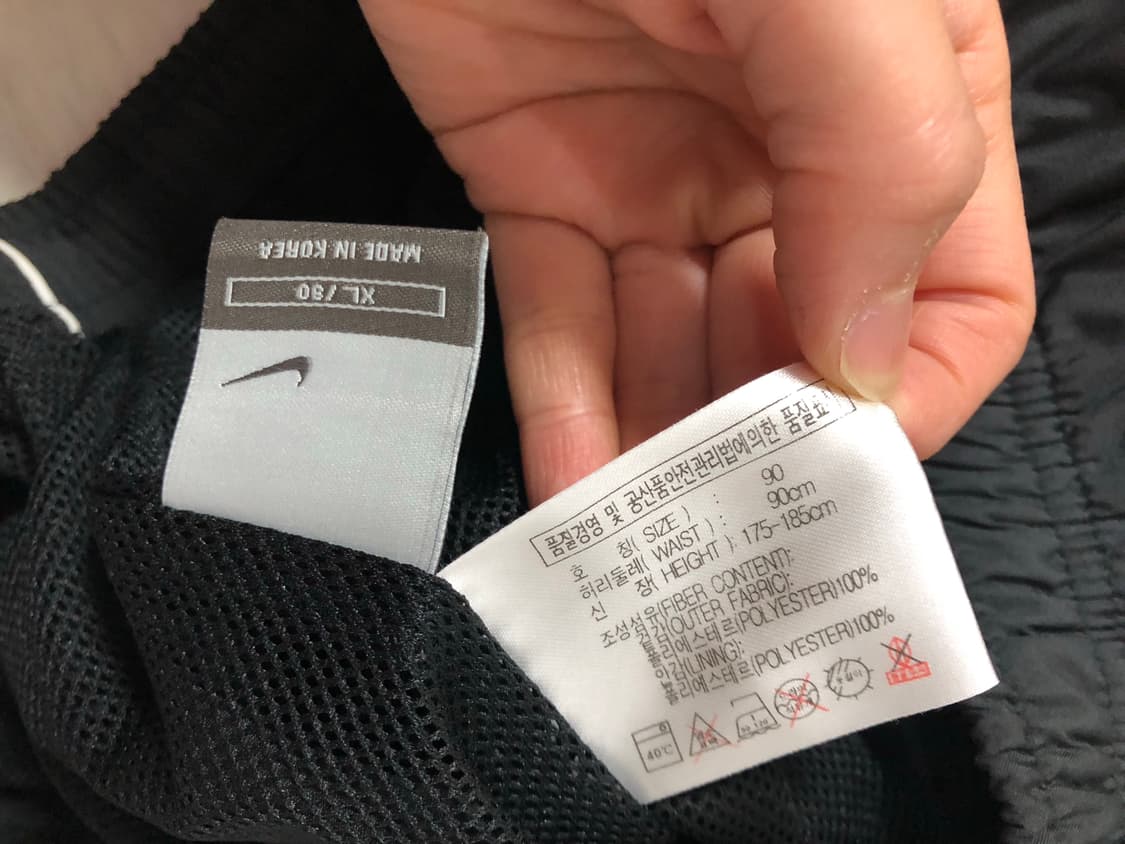 MADE IN KOREA
XL/90
품질경영 및 공산품안전관리법에의한 품질표
호 칭( SIZE ) : 90
허리둘레( WAIST ) : 90cm
신 장( HEIGHT ): 175~185cm
조성섬유(FIBER CONTENT):
겉감(OUTER FABRIC):
폴리에스테르(POLYESTER)100%
안감(LINING):
폴리에스테르(POLYESTER)100%
40℃